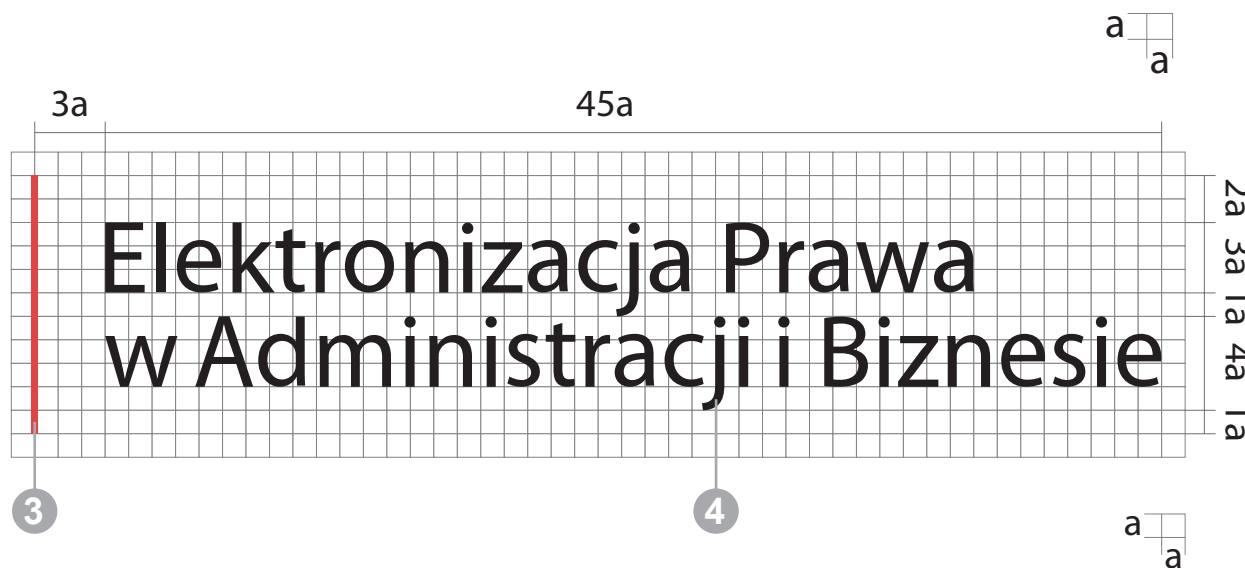 a
a
3a 45a
2a
3a
1a
4a
1a
Elektronizacja Prawa
w Administracji i Biznesie
3 4
a
a